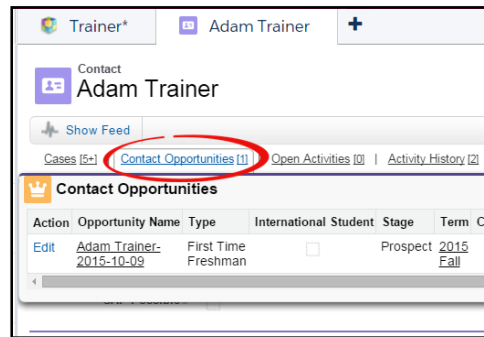 Trainer* Adam Trainer +
Contact
Adam Trainer
Show Feed
Cases [5+] | Contact Opportunities [1] | Open Activities [0] | Activity History [2]
Contact Opportunities
Action Opportunity Name Type International Student Stage Term C
Edit Adam Trainer- First Time Prospect 2015
2015-10-09 Freshman Fall